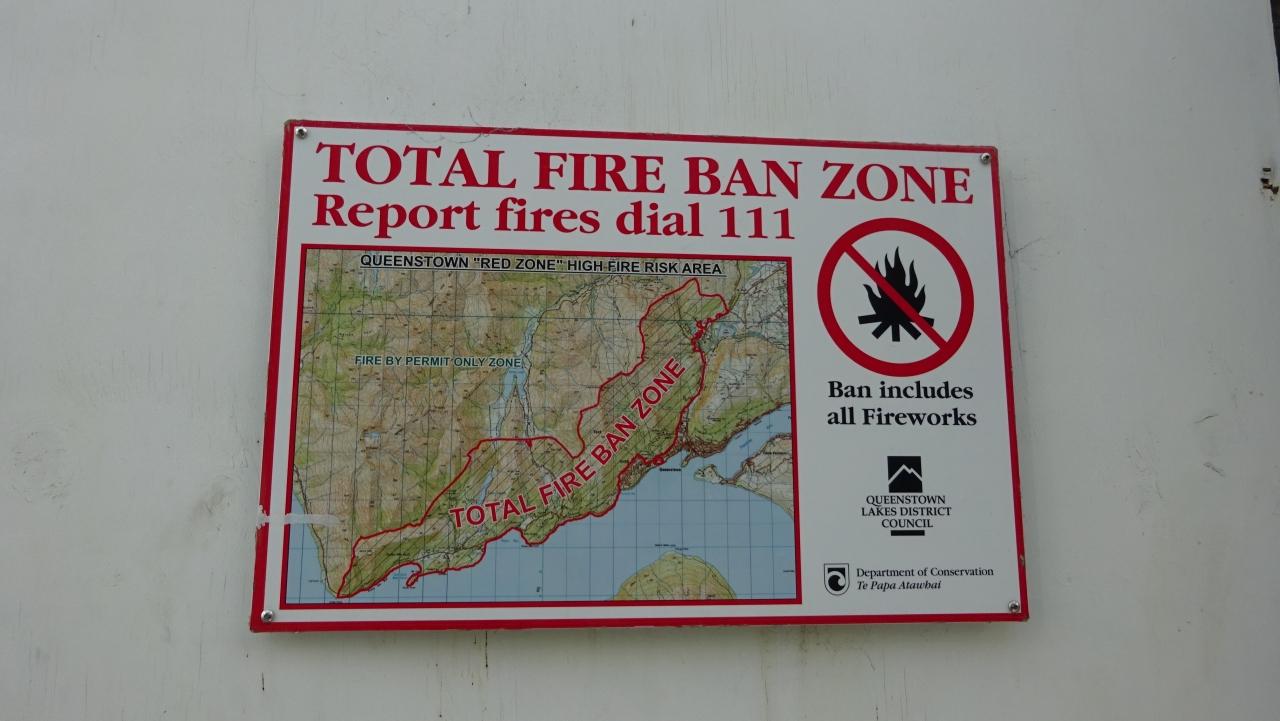 TOTAL FIRE BAN ZONE
Report fires dial 111
QUEENSTOWN "RED ZONE" HIGH FIRE RISK AREA
FIRE BY PERMIT ONLY ZONE
TOTAL FIRE BAN ZONE
Queenstown
Ban includes
all Fireworks
QUEENSTOWN
LAKES DISTRICT
COUNCIL
Department of Conservation
Te Papa Atawhai